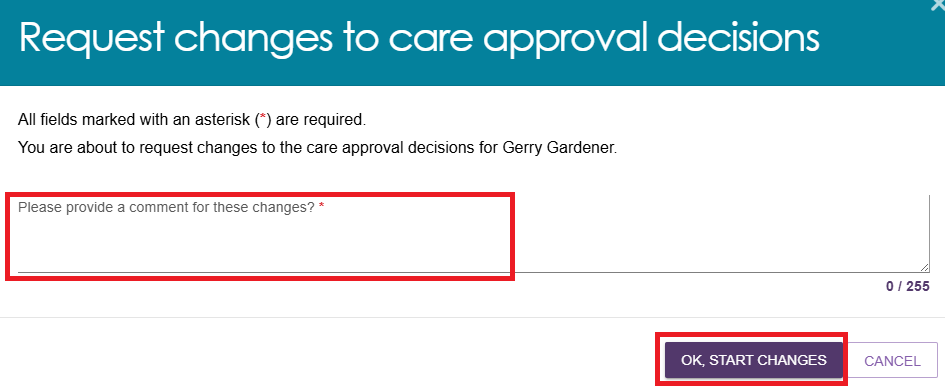 Request changes to care approval decisions
All fields marked with an asterisk (*) are required.
You are about to request changes to the care approval decisions for Gerry Gardener.
Please provide a comment for these changes? *
0 / 255
OK, START CHANGES
CANCEL